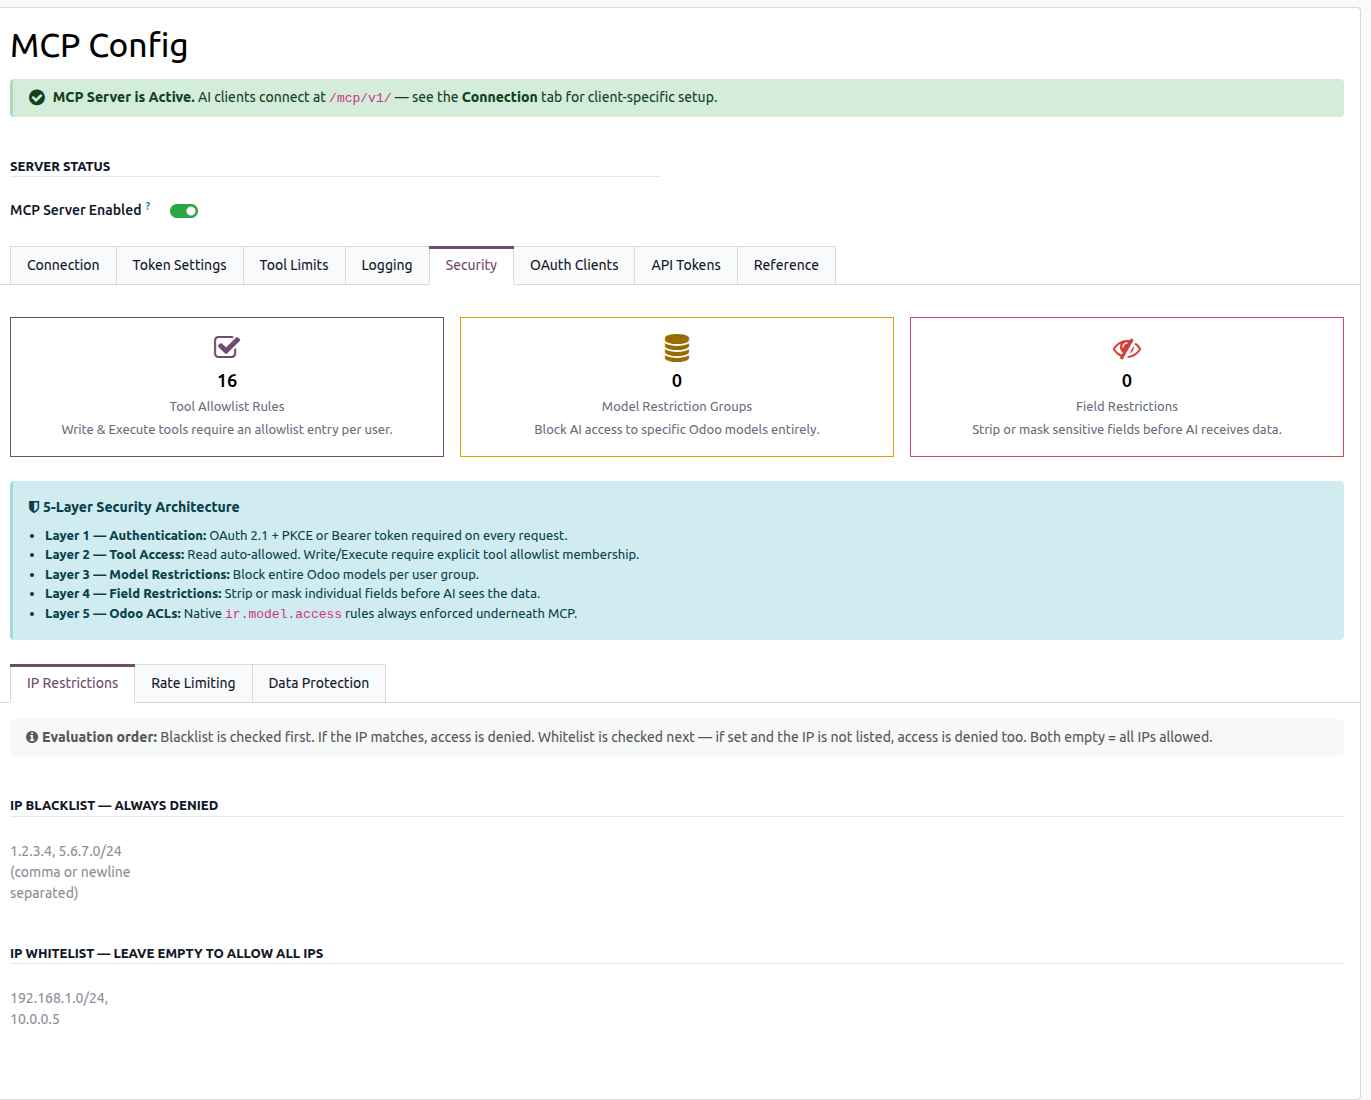 MCP Config
MCP Server is Active. AI clients connect at /mcp/v1/ — see the Connection tab for client-specific setup.
SERVER STATUS
MCP Server Enabled ?
Connection
Token Settings
Tool Limits
Logging
Security
OAuth Clients
API Tokens
Reference
16
Tool Allowlist Rules
Write & Execute tools require an allowlist entry per user.
0
Model Restriction Groups
Block AI access to specific Odoo models entirely.
0
Field Restrictions
Strip or mask sensitive fields before AI receives data.
5-Layer Security Architecture
• Layer 1 — Authentication: OAuth 2.1 + PKCE or Bearer token required on every request.
• Layer 2 — Tool Access: Read auto-allowed. Write/Execute require explicit tool allowlist membership.
• Layer 3 — Model Restrictions: Block entire Odoo models per user group.
• Layer 4 — Field Restrictions: Strip or mask individual fields before AI sees the data.
• Layer 5 — Odoo ACLs: Native ir.model.access rules always enforced underneath MCP.
IP Restrictions
Rate Limiting
Data Protection
Evaluation order: Blacklist is checked first. If the IP matches, access is denied. Whitelist is checked next — if set and the IP is not listed, access is denied too. Both empty = all IPs allowed.
IP BLACKLIST — ALWAYS DENIED
1.2.3.4, 5.6.7.0/24
(comma or newline
separated)
IP WHITELIST — LEAVE EMPTY TO ALLOW ALL IPS
192.168.1.0/24,
10.0.0.5